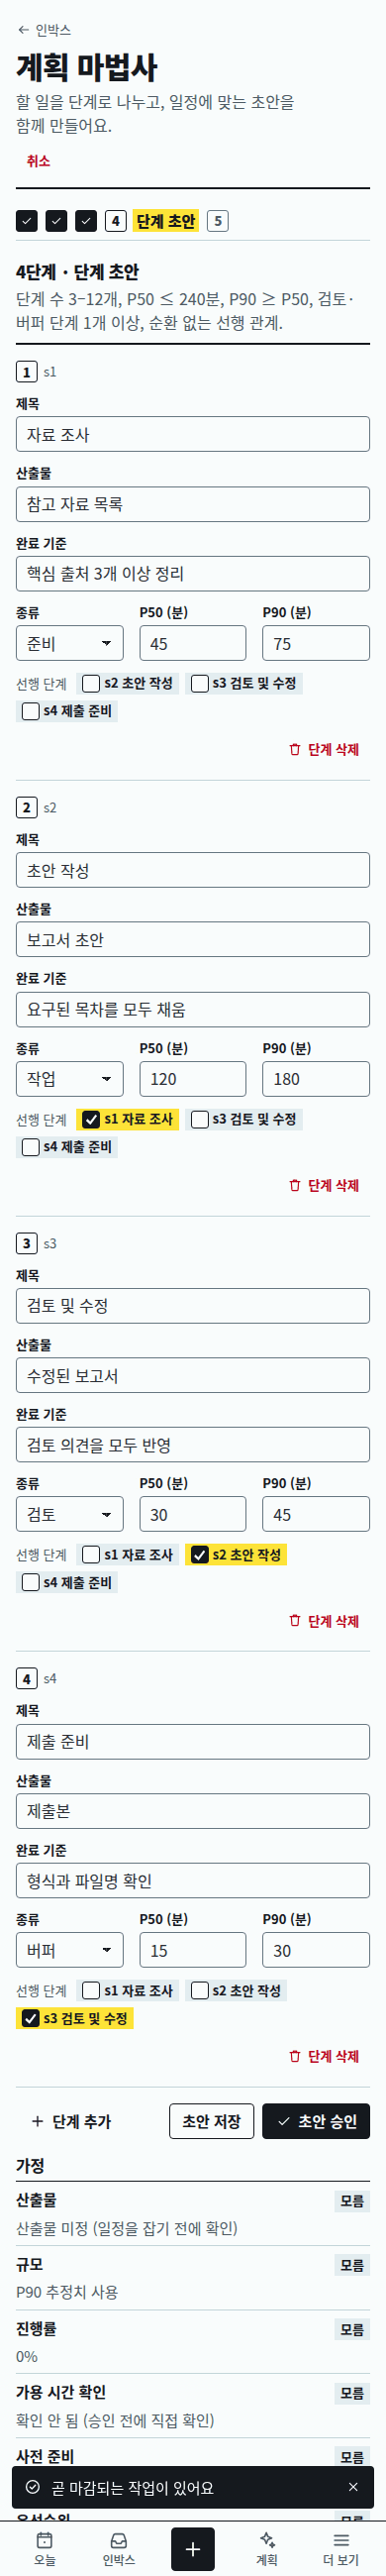 ← 인박스
계획 마법사
할 일을 단계로 나누고, 일정에 맞는 초안을
함께 만들어요.
취소
4 단계 초안 5
4단계 · 단계 초안
단계 수 3–12개, P50 ≤ 240분, P90 ≥ P50, 검토·
버퍼 단계 1개 이상, 순환 없는 선행 관계.
1 s1
제목
자료 조사
산출물
참고 자료 목록
완료 기준
핵심 출처 3개 이상 정리
종류 P50 (분) P90 (분)
준비 45 75
선행 단계 s2 초안 작성 s3 검토 및 수정
s4 제출 준비
단계 삭제
2 s2
제목
초안 작성
산출물
보고서 초안
완료 기준
요구된 목차를 모두 채움
종류 P50 (분) P90 (분)
작업 120 180
선행 단계 s1 자료 조사 s3 검토 및 수정
s4 제출 준비
단계 삭제
3 s3
제목
검토 및 수정
산출물
수정된 보고서
완료 기준
검토 의견을 모두 반영
종류 P50 (분) P90 (분)
검토 30 45
선행 단계 s1 자료 조사 s2 초안 작성
s4 제출 준비
단계 삭제
4 s4
제목
제출 준비
산출물
제출본
완료 기준
형식과 파일명 확인
종류 P50 (분) P90 (분)
버퍼 15 30
선행 단계 s1 자료 조사 s2 초안 작성
s3 검토 및 수정
단계 삭제
+ 단계 추가 초안 저장 초안 승인
가정
산출물 모름
산출물 미정 (일정을 잡기 전에 확인)
규모 모름
P90 추정치 사용
진행률 모름
0%
가용 시간 확인 모름
확인 안 됨 (승인 전에 직접 확인)
사전 준비 모름
곧 마감되는 작업이 있어요
오늘 인박스 계획 더 보기